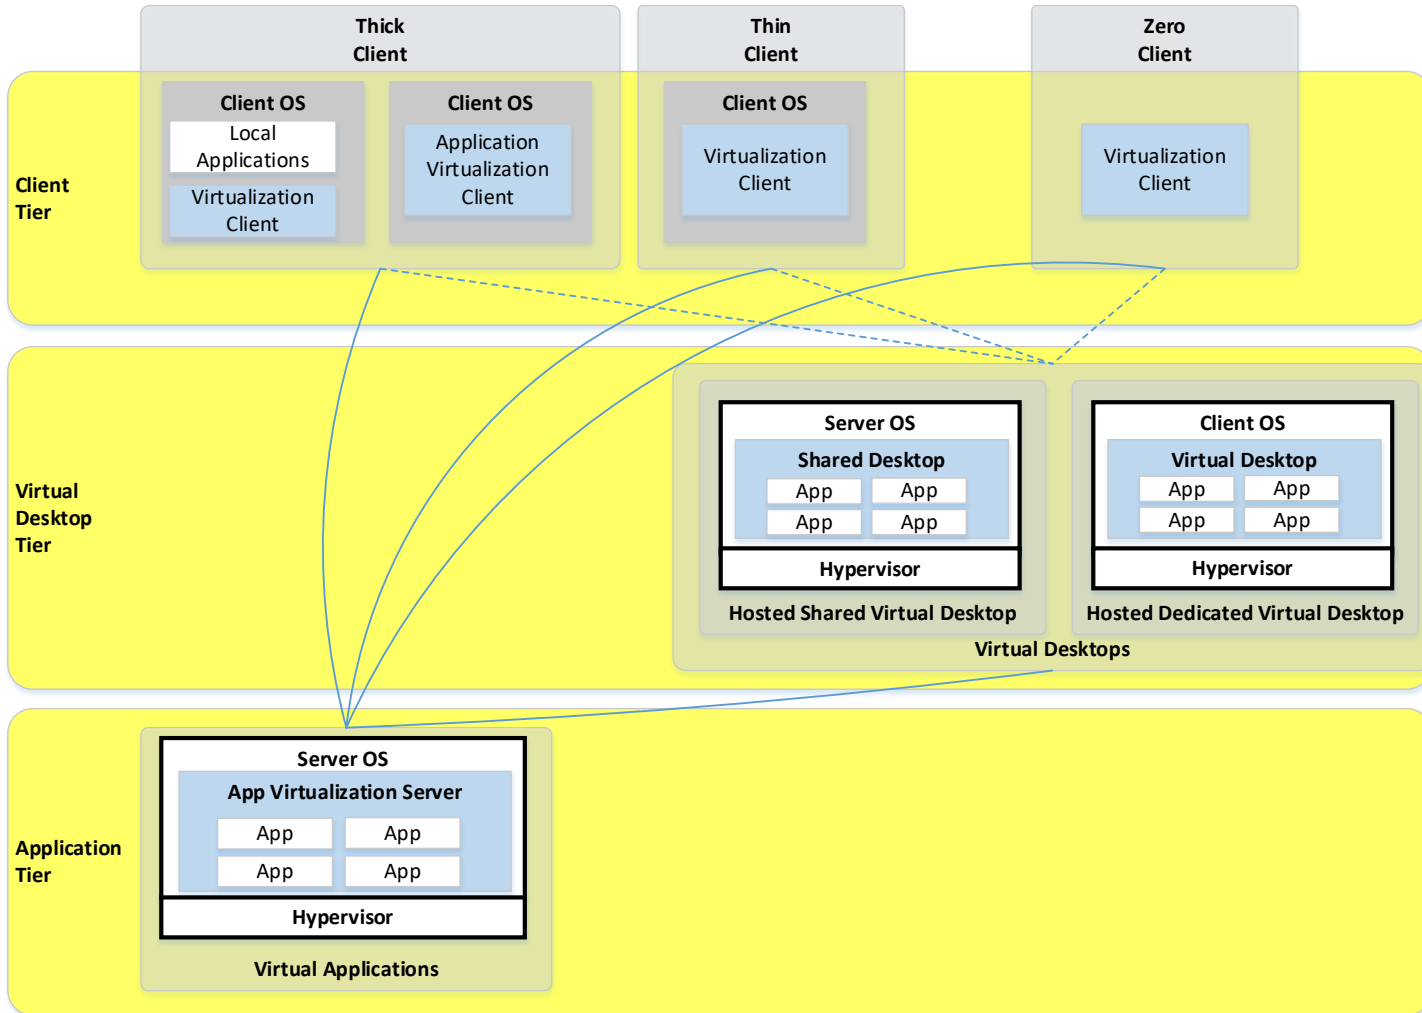 Thick
Client
Thin
Client
Zero
Client
Client
Tier
Client OS
Local
Applications
Virtualization
Client
Client OS
Application
Virtualization
Client
Client OS
Virtualization
Client
Virtualization
Client
Virtual
Desktop
Tier
Server OS
Shared Desktop
App
App
App
App
Hypervisor
Hosted Shared Virtual Desktop
Client OS
Virtual Desktop
App
App
App
App
Hypervisor
Hosted Dedicated Virtual Desktop
Virtual Desktops
Application
Tier
Server OS
App Virtualization Server
App
App
App
App
Hypervisor
Virtual Applications